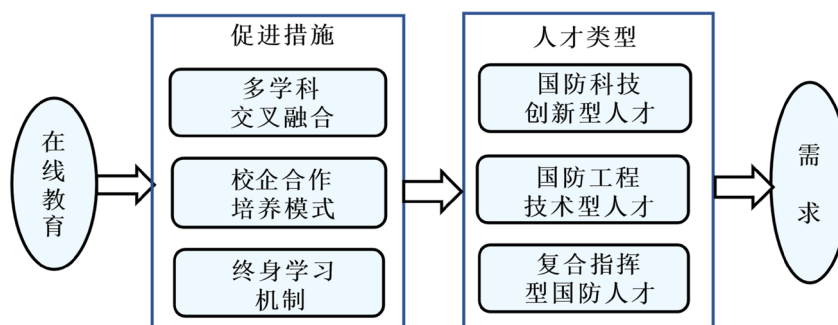 在线教育
促进措施
多学科
交叉融合
校企合作
培养模式
终身学习
机制
人才类型
国防科技
创新型人才
国防工程
技术型人才
复合指挥
型国防人才
需求